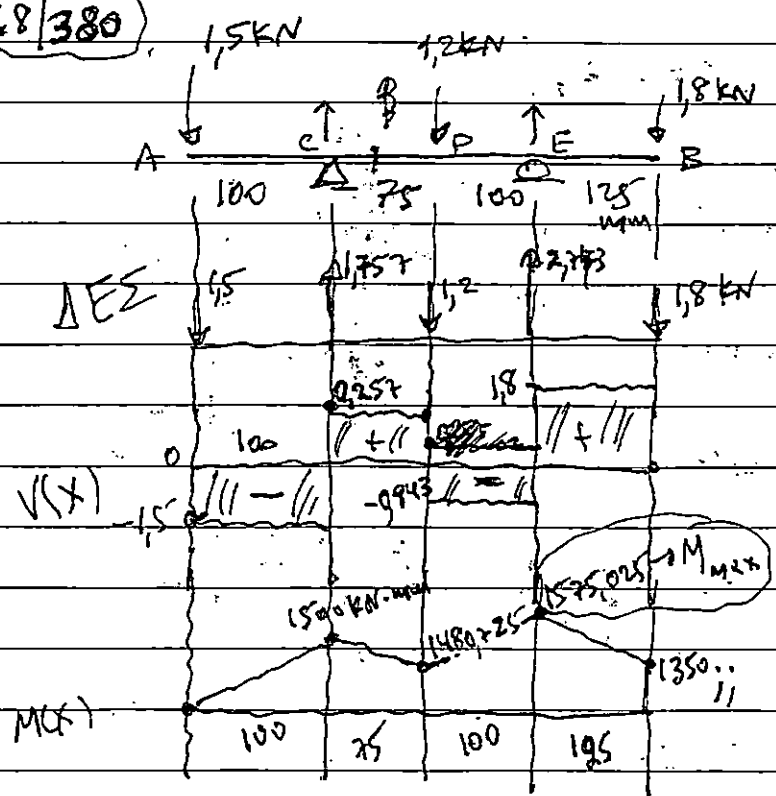 28/380
1,5KN 1,2KN 1,8 KN
C E
A B
100 75 100 125
mm
ΔΕΣ 1,5 1,757 1,2 2,743 1,8 KN
0,257 1,8
0 100 // + // // + ///
V(X) -1,5 /// - /// -0,943 // = //
1575,025 → M max
1500 KN·mm 1480,725 1350
M(X)
100 75 100 125